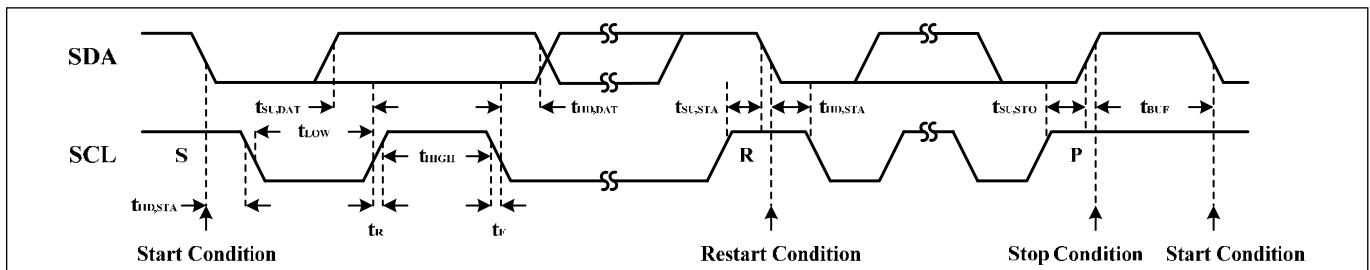 SDA
tSU,DAT
tHD,DAT
tSU,STA
tHD,STA
tSU,STO
tBUF
tLOW
SCL
S
tHIGH
R
P
tHD,STA
tR
tF
Start Condition
Restart Condition
Stop Condition
Start Condition